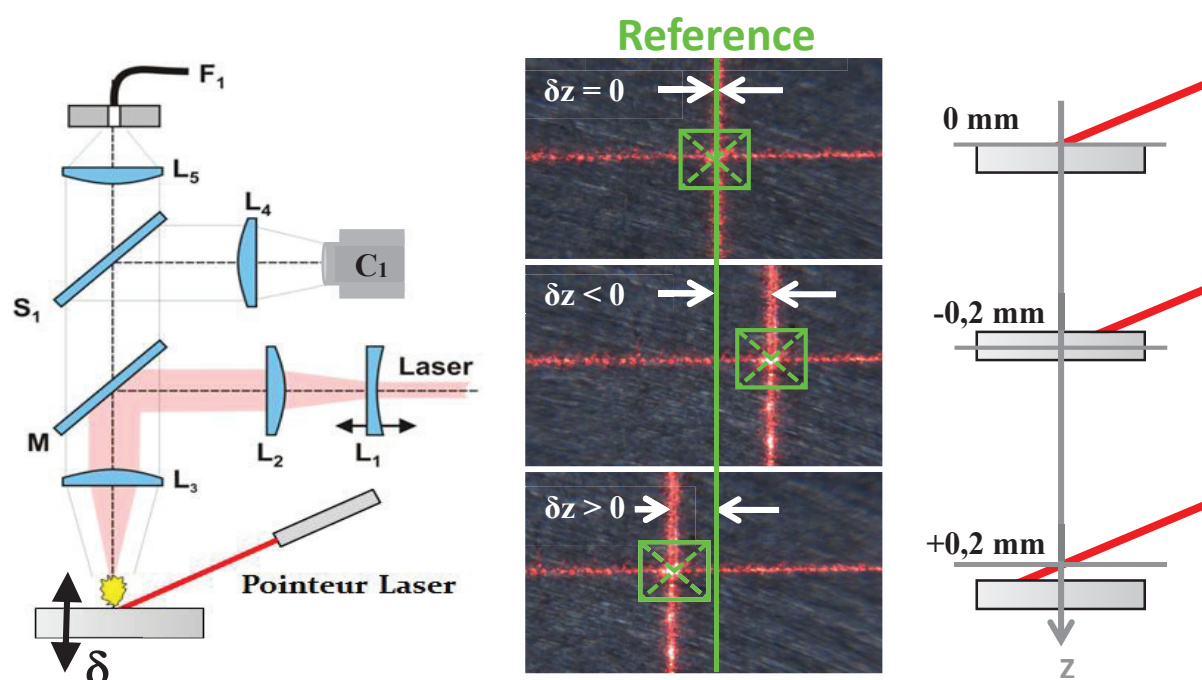 F1
L5
L4
C1
S1
Laser
M
L2
L1
L3
Pointeur Laser
δ
Reference
δz = 0
δz < 0
δz > 0
0 mm
-0,2 mm
+0,2 mm
z